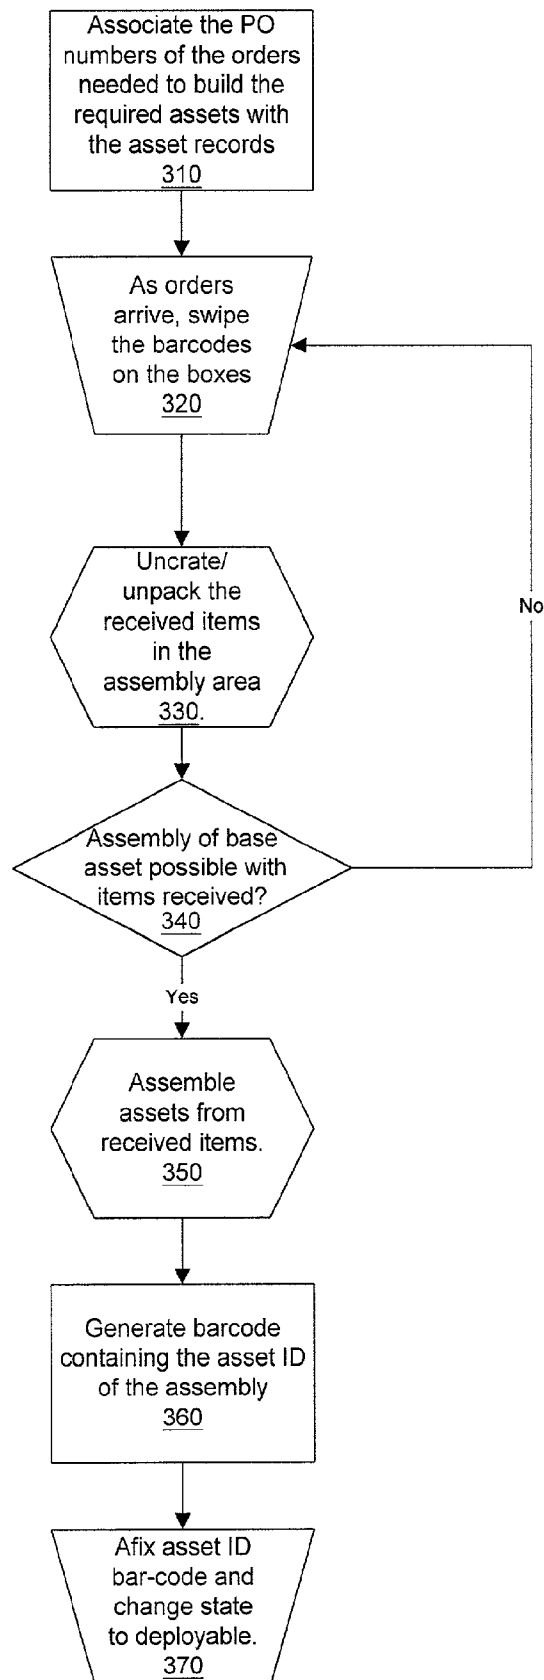 Associate the PO
numbers of the orders
needed to build the
required assets with
the asset records
310
As orders
arrive, swipe
the barcodes
on the boxes
320
Uncrate/
unpack the
received items
in the
assembly area
330.
No
Assembly of base
asset possible with
items received?
340
Yes
Assemble
assets from
received items.
350
Generate barcode
containing the asset ID
of the assembly
360
Afix asset ID
bar-code and
change state
to deployable.
370